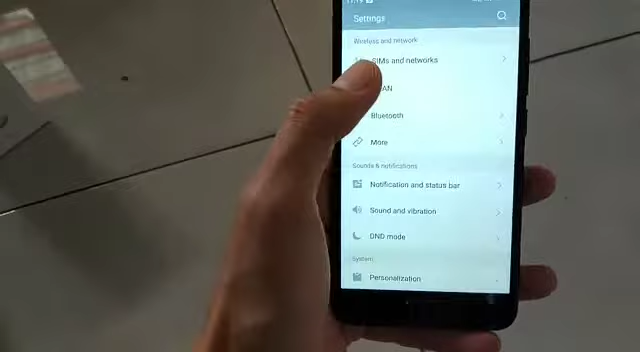 Settings
Wireless and network
SIMs and networks
Bluetooth
More
Sounds & notifications
Notification and status bar
Sound and vibration
DND mode
System
Personalization